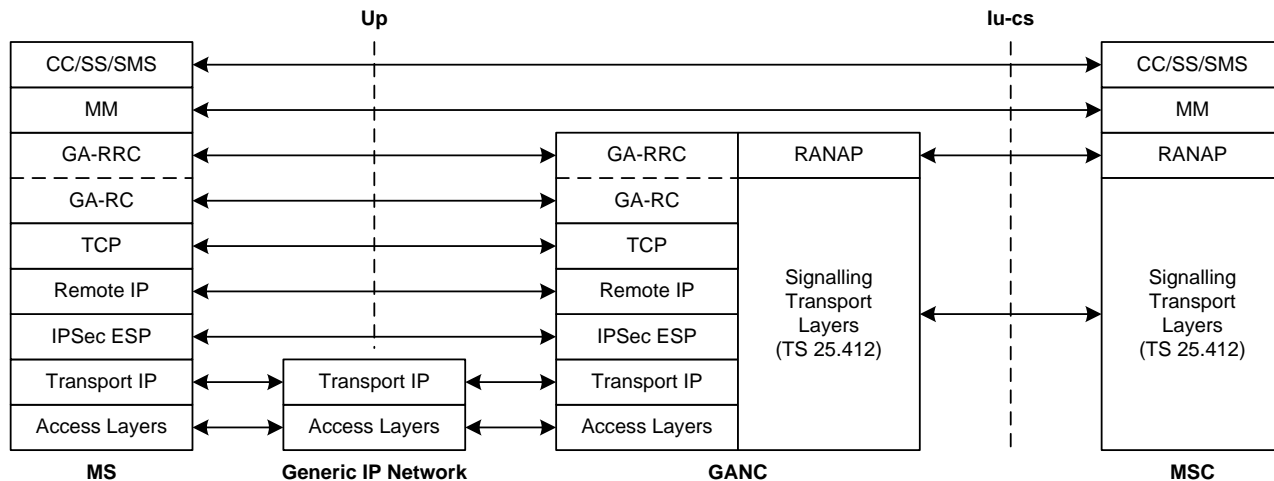 Up
Iu-cs
CC/SS/SMS
CC/SS/SMS
MM
MM
GA-RRC
GA-RRC
RANAP
RANAP
GA-RC
GA-RC
TCP
TCP
Remote IP
Remote IP
Signalling
Transport
Layers
(TS 25.412)
Signalling
Transport
Layers
(TS 25.412)
IPSec ESP
IPSec ESP
Transport IP
Transport IP
Transport IP
Access Layers
Access Layers
Access Layers
MS
Generic IP Network
GANC
MSC